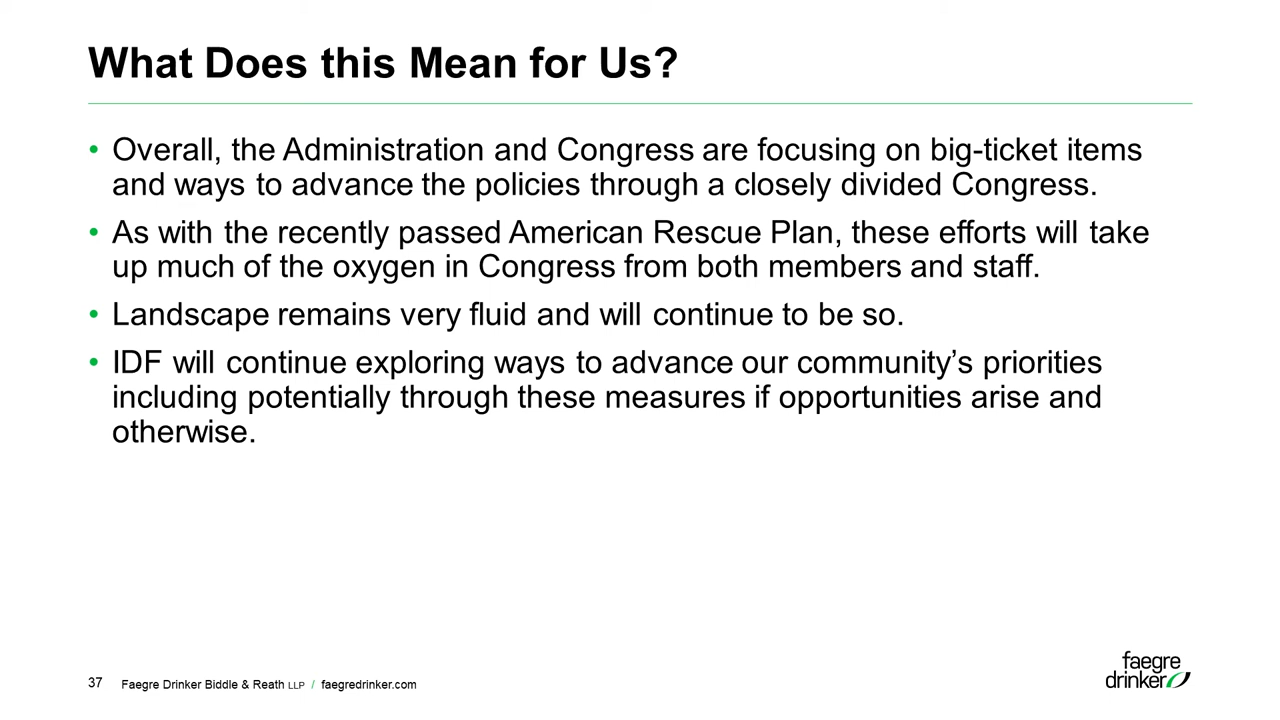 What Does this Mean for Us?
• Overall, the Administration and Congress are focusing on big-ticket items
and ways to advance the policies through a closely divided Congress.
• As with the recently passed American Rescue Plan, these efforts will take
up much of the oxygen in Congress from both members and staff.
• Landscape remains very fluid and will continue to be so.
• IDF will continue exploring ways to advance our community’s priorities
including potentially through these measures if opportunities arise and
otherwise.
37 Faegre Drinker Biddle & Reath LLP / faegredrinker.com
faegre
drinker